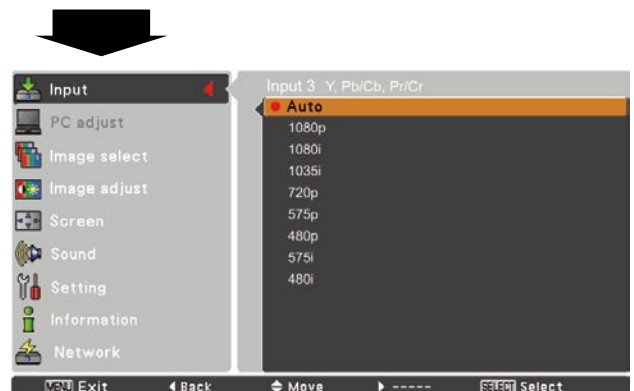 Input
PC adjust
Image select
Image adjust
Screen
Sound
Setting
Information
Network
Input 3 Y, Pb/Cb, Pr/Cr
Auto
1080p
1080i
1035i
720p
575p
480p
575i
480i
MENU Exit Back Move ----- SELECT Select